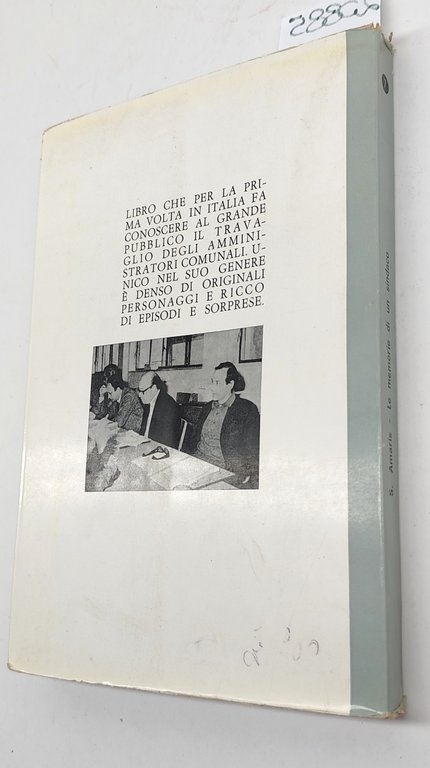 LIBRO CHE PER LA PRI-
MA VOLTA IN ITALIA FA
CONOSCERE AL GRANDE
PUBBLICO IL TRAVA-
GLIO DEGLI AMMINI-
STRATORI COMUNALI. U-
NICO NEL SUO GENERE
È DENSO DI ORIGINALI
PERSONAGGI E RICCO
DI EPISODI E SORPRESE.
S. Amaris - Le memorie di un sindaco